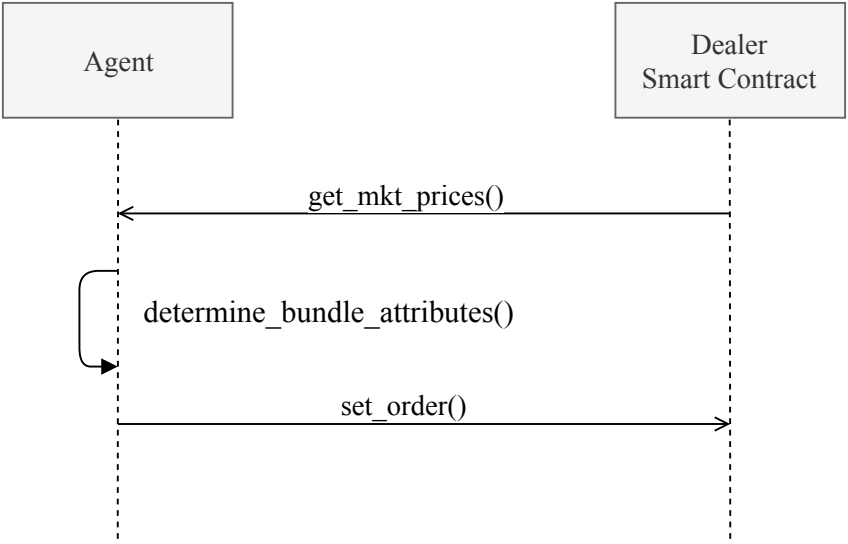 Agent
Dealer
Smart Contract
get_mkt_prices()
determine_bundle_attributes()
set_order()